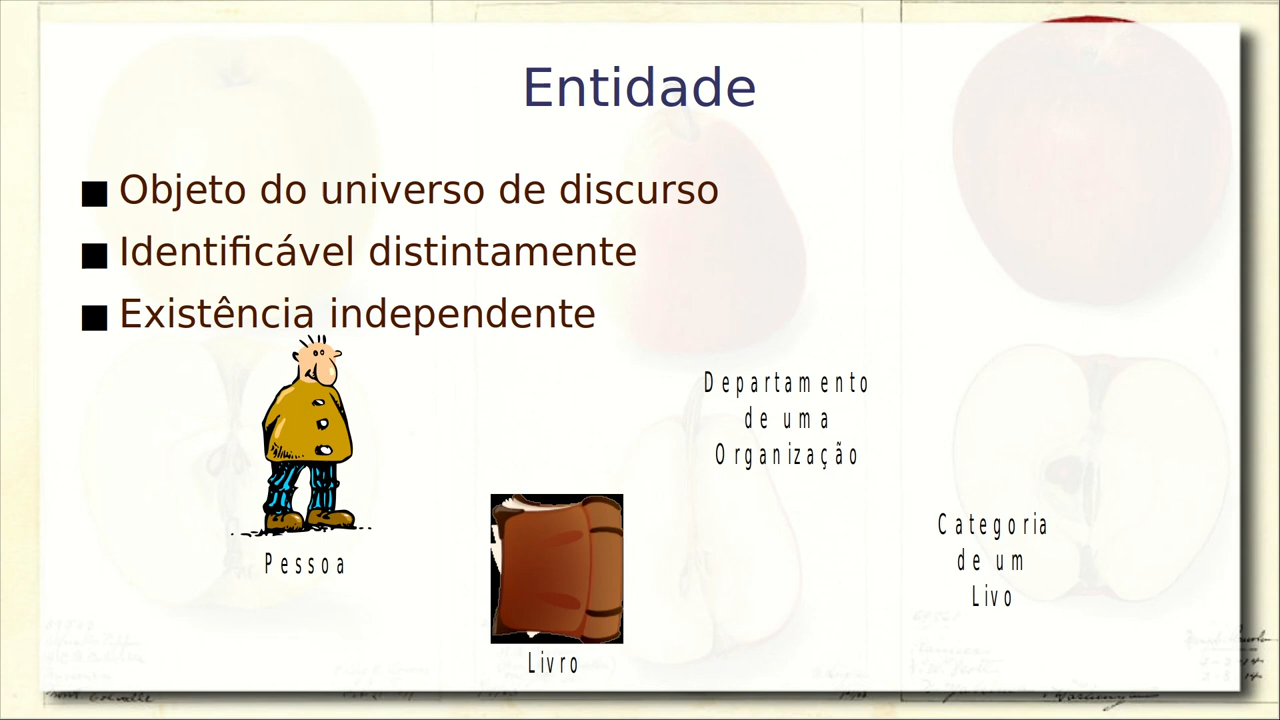 Entidade
■ Objeto do universo de discurso
■ Identificável distintamente
■ Existência independente
Departamento
de uma
Organização
Categoria
de um
Livo
Pessoa
Livro